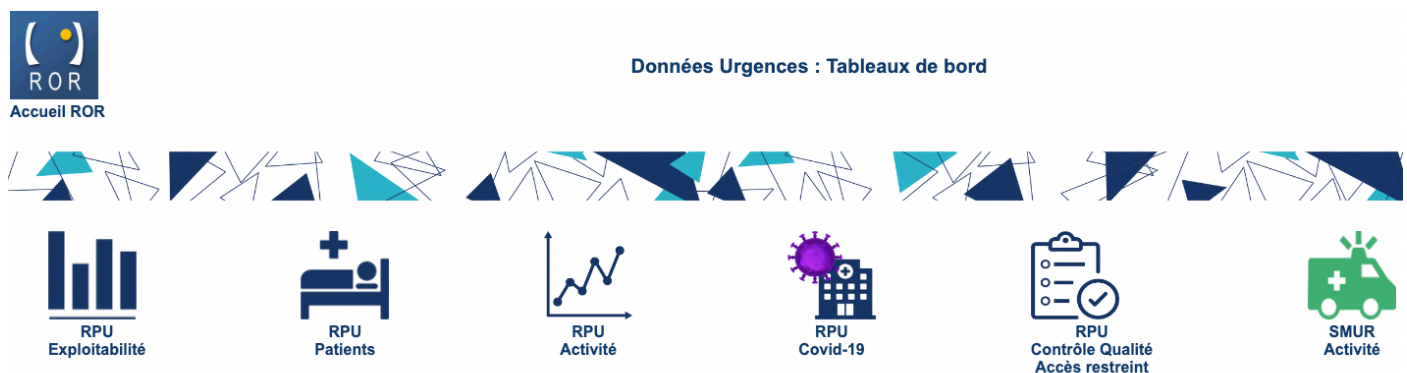 ROR
Accueil ROR
Données Urgences : Tableaux de bord
RPU
Exploitabilité
RPU
Patients
RPU
Activité
RPU
Covid-19
RPU
Contrôle Qualité
Accès restreint
SMUR
Activité